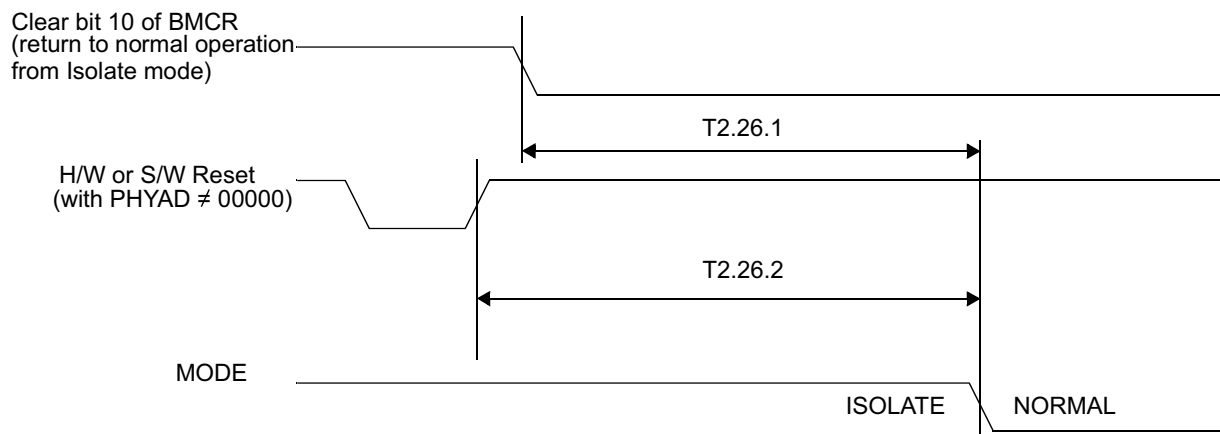 Clear bit 10 of BMCR
(return to normal operation
from Isolate mode)
T2.26.1
H/W or S/W Reset
(with PHYAD ≠ 00000)
T2.26.2
MODE
ISOLATE
NORMAL